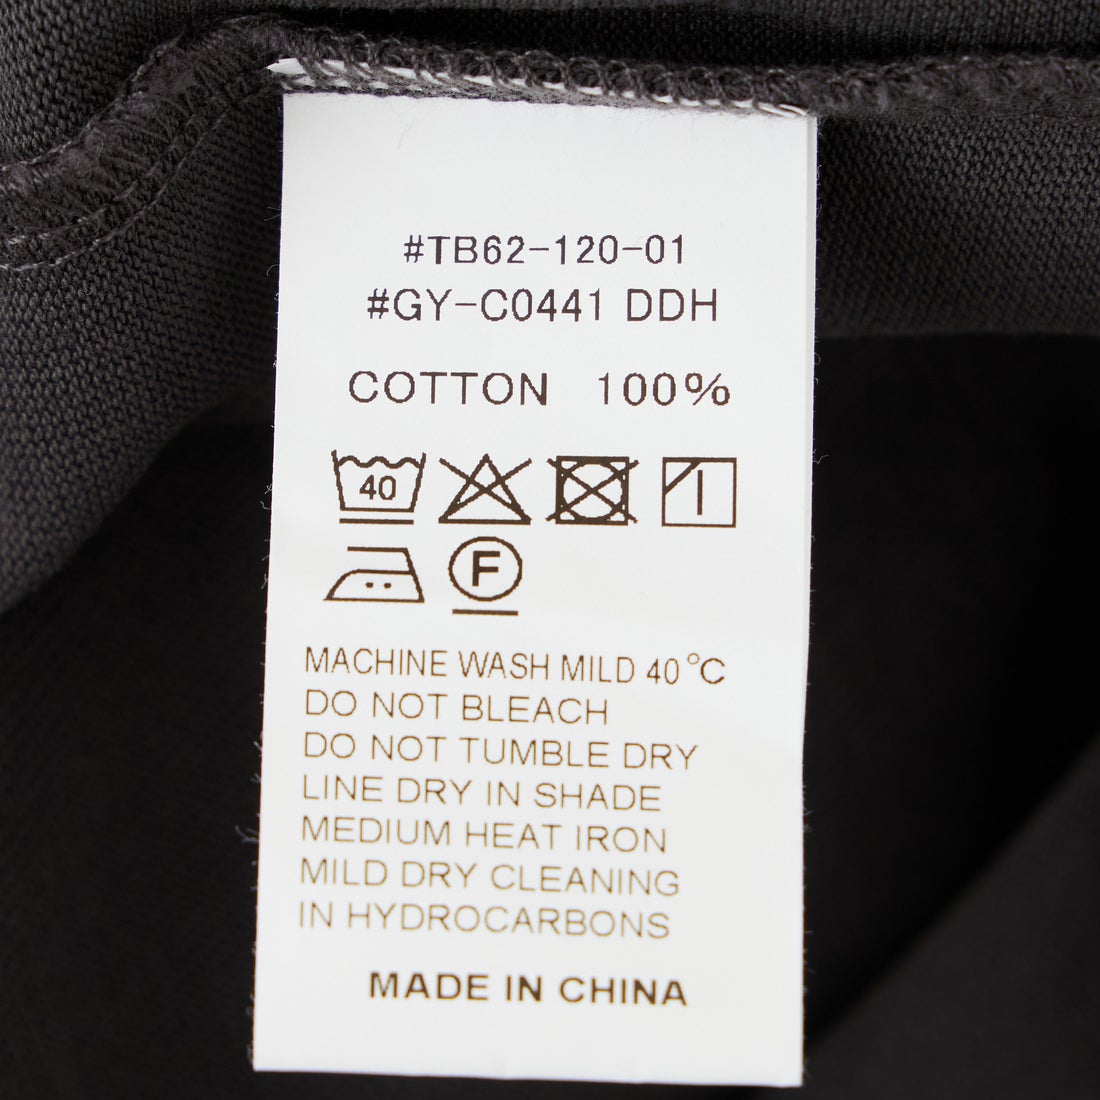 #TB62-120-01
#GY-C0441 DDH
COTTON 100%
40
F
MACHINE WASH MILD 40°C
DO NOT BLEACH
DO NOT TUMBLE DRY
LINE DRY IN SHADE
MEDIUM HEAT IRON
MILD DRY CLEANING
IN HYDROCARBONS
MADE IN CHINA